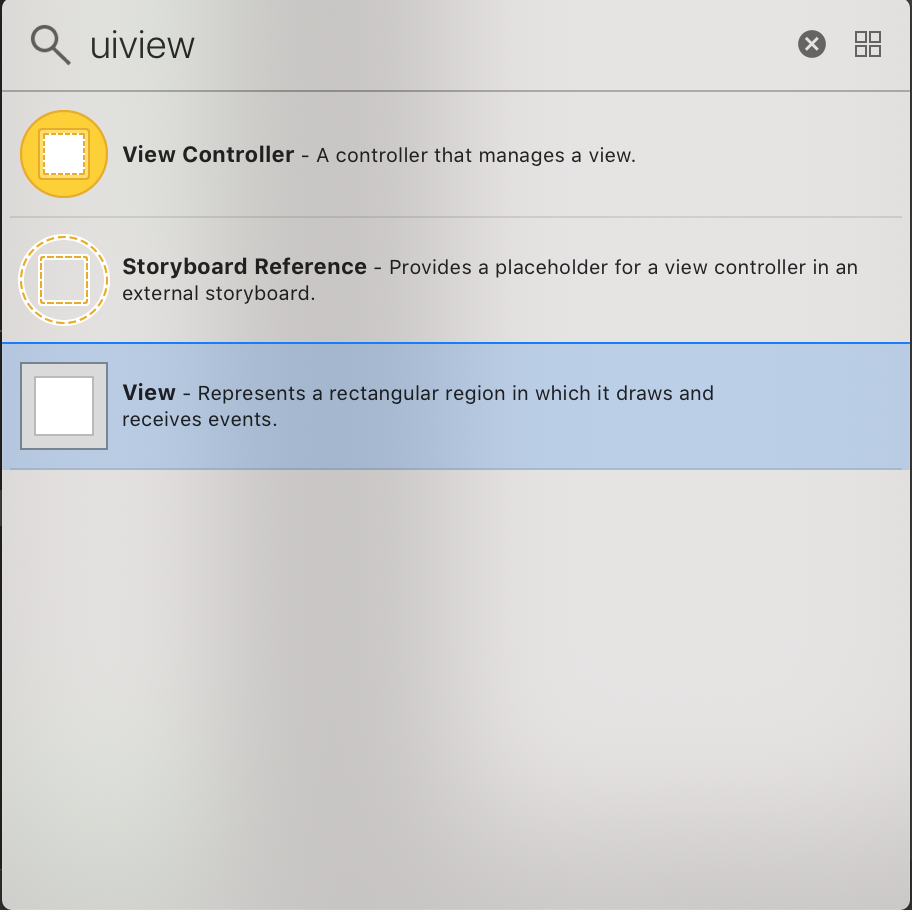 uiview
View Controller - A controller that manages a view.
Storyboard Reference - Provides a placeholder for a view controller in an
external storyboard.
View - Represents a rectangular region in which it draws and
receives events.